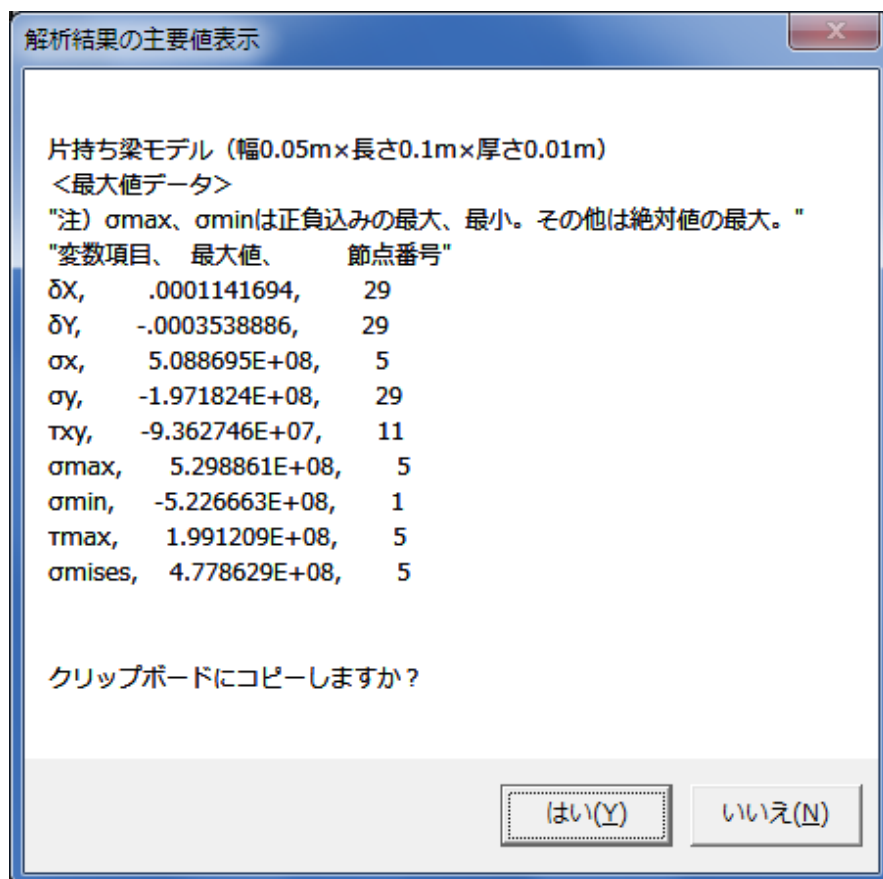 解析結果の主要値表示
片持ち梁モデル（幅0.05m×長さ0.1m×厚さ0.01m）
＜最大値データ＞
"注）σmax、σminは正負込みの最大、最小。その他は絶対値の最大。"
"変数項目、 最大値、 節点番号"
δX, .0001141694, 29
δY, -.0003538886, 29
σx, 5.088695E+08, 5
σy, -1.971824E+08, 29
τxy, -9.362746E+07, 11
σmax, 5.298861E+08, 5
σmin, -5.226663E+08, 1
τmax, 1.991209E+08, 5
σmises, 4.778629E+08, 5
クリップボードにコピーしますか？
はい(Y)
いいえ(N)